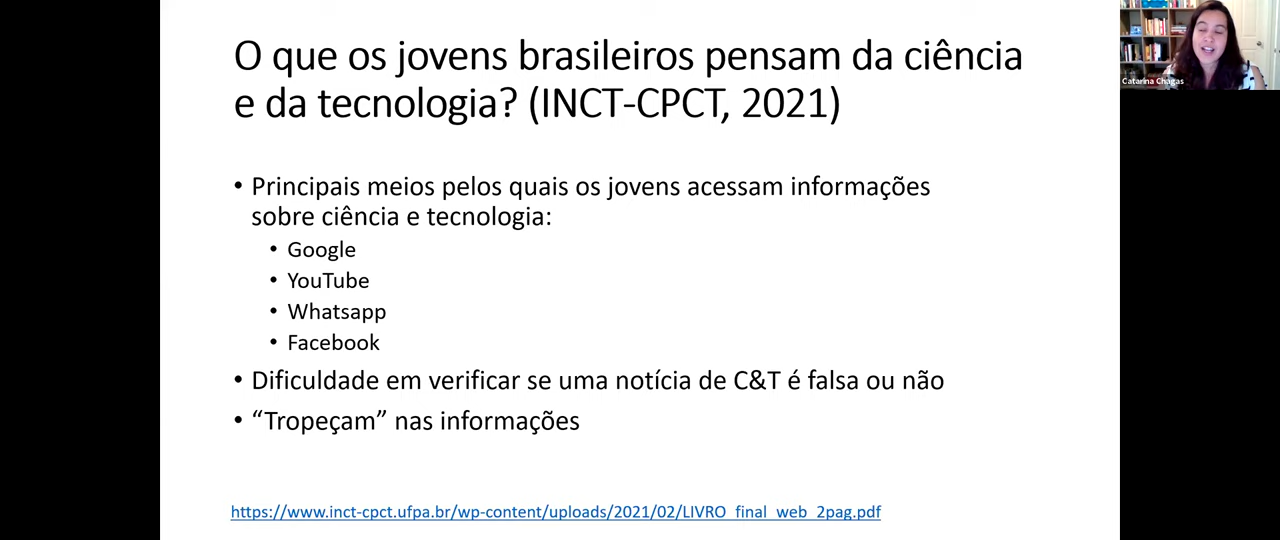 O que os jovens brasileiros pensam da ciência
e da tecnologia? (INCT-CPCT, 2021)
• Principais meios pelos quais os jovens acessam informações
sobre ciência e tecnologia:
• Google
• YouTube
• Whatsapp
• Facebook
• Dificuldade em verificar se uma notícia de C&T é falsa ou não
• “Tropeçam” nas informações
https://www.inct-cpct.ufpa.br/wp-content/uploads/2021/02/LIVRO_final_web_2pag.pdf
Catarina Chagas